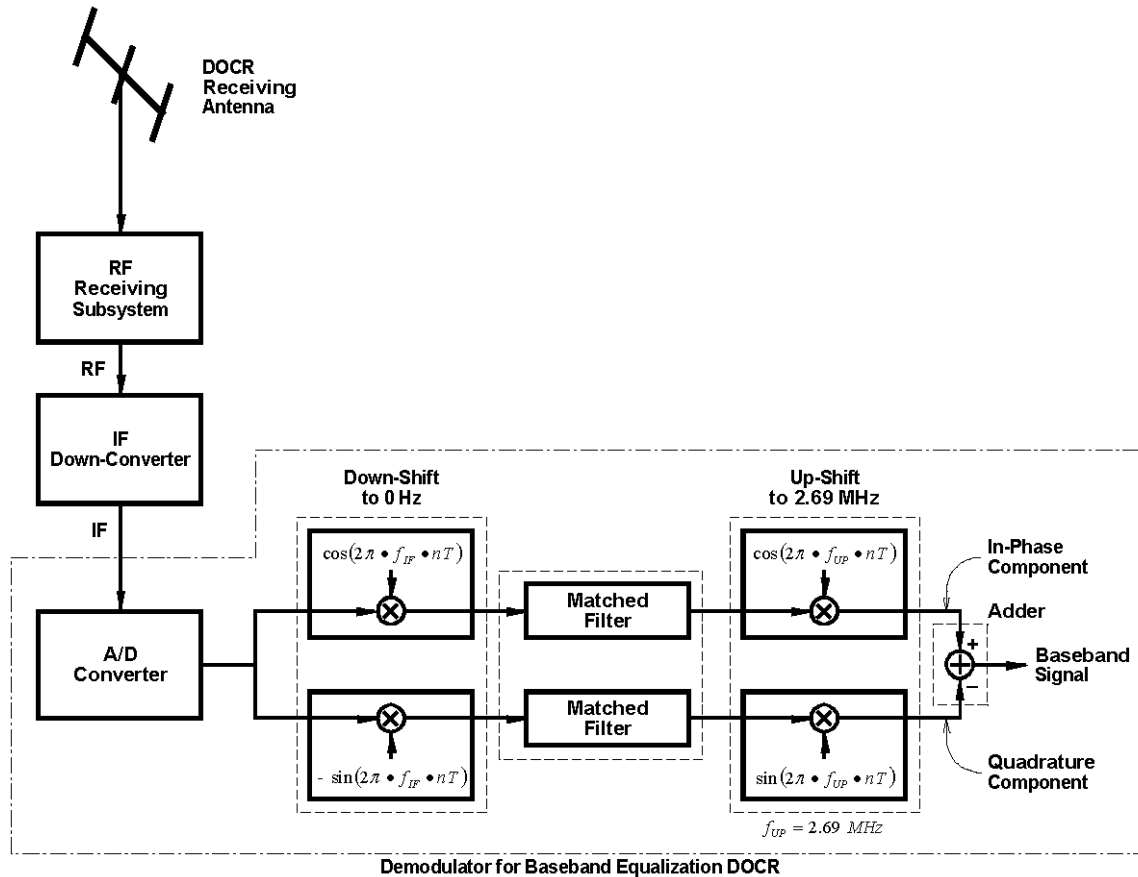 DOCR
Receiving
Antenna
RF
Receiving
Subsystem
RF
IF
Down-Converter
IF
A/D
Converter
Down-Shift
to 0 Hz
cos(2π • f_IF • nT)
- sin(2π • f_IF • nT)
Matched
Filter
Matched
Filter
Up-Shift
to 2.69 MHz
cos(2π • f_UP • nT)
sin(2π • f_UP • nT)
f_UP = 2.69 MHz
In-Phase
Component
Adder
+
−
Baseband
Signal
Quadrature
Component
Demodulator for Baseband Equalization DOCR